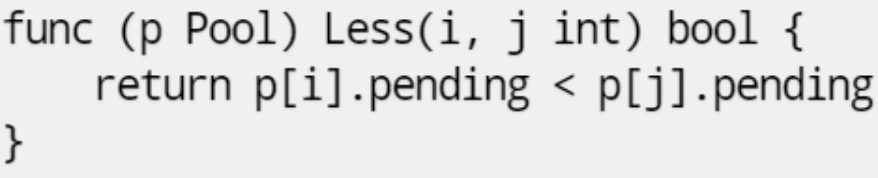 func (p Pool) Less(i, j int) bool {
    return p[i].pending < p[j].pending
}